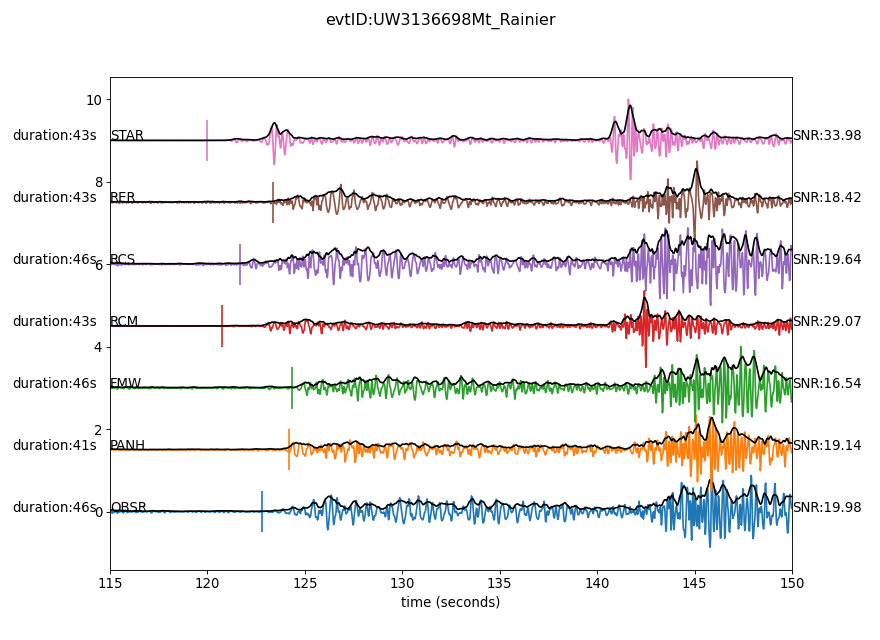 evtID:UW3136698Mt_Rainier
10
duration:43s STAR SNR:33.98
8
duration:43s RER SNR:18.42
duration:46s RCS SNR:19.64
6
duration:43s RCM SNR:29.07
4
duration:46s FMW SNR:16.54
2
duration:41s PANH SNR:19.14
duration:46s OBSR SNR:19.98
0
115 120 125 130 135 140 145 150
time (seconds)